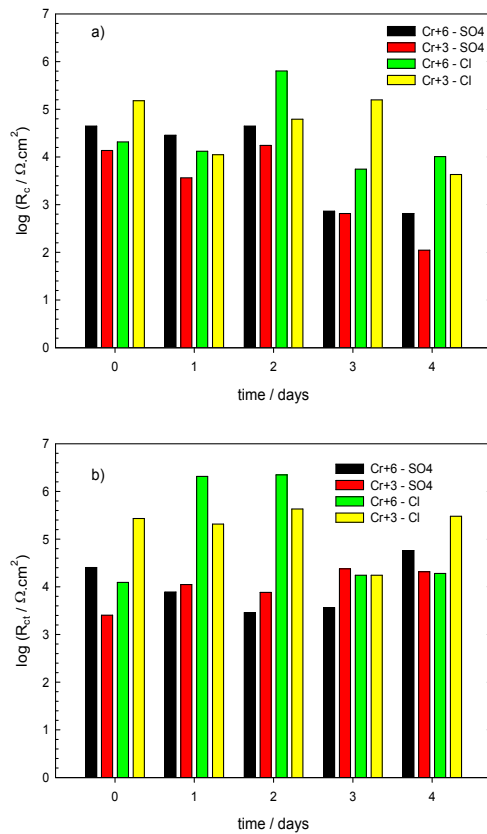 a)
Cr+6 - SO4
Cr+3 - SO4
Cr+6 - Cl
Cr+3 - Cl
7
6
5
4
3
2
1
0
log (Rc / Ω.cm²)
0 1 2 3 4
time / days
b)
Cr+6 - SO4
Cr+3 - SO4
Cr+6 - Cl
Cr+3 - Cl
7
6
5
4
3
2
1
0
log (Rct / Ω.cm²)
0 1 2 3 4
time / days